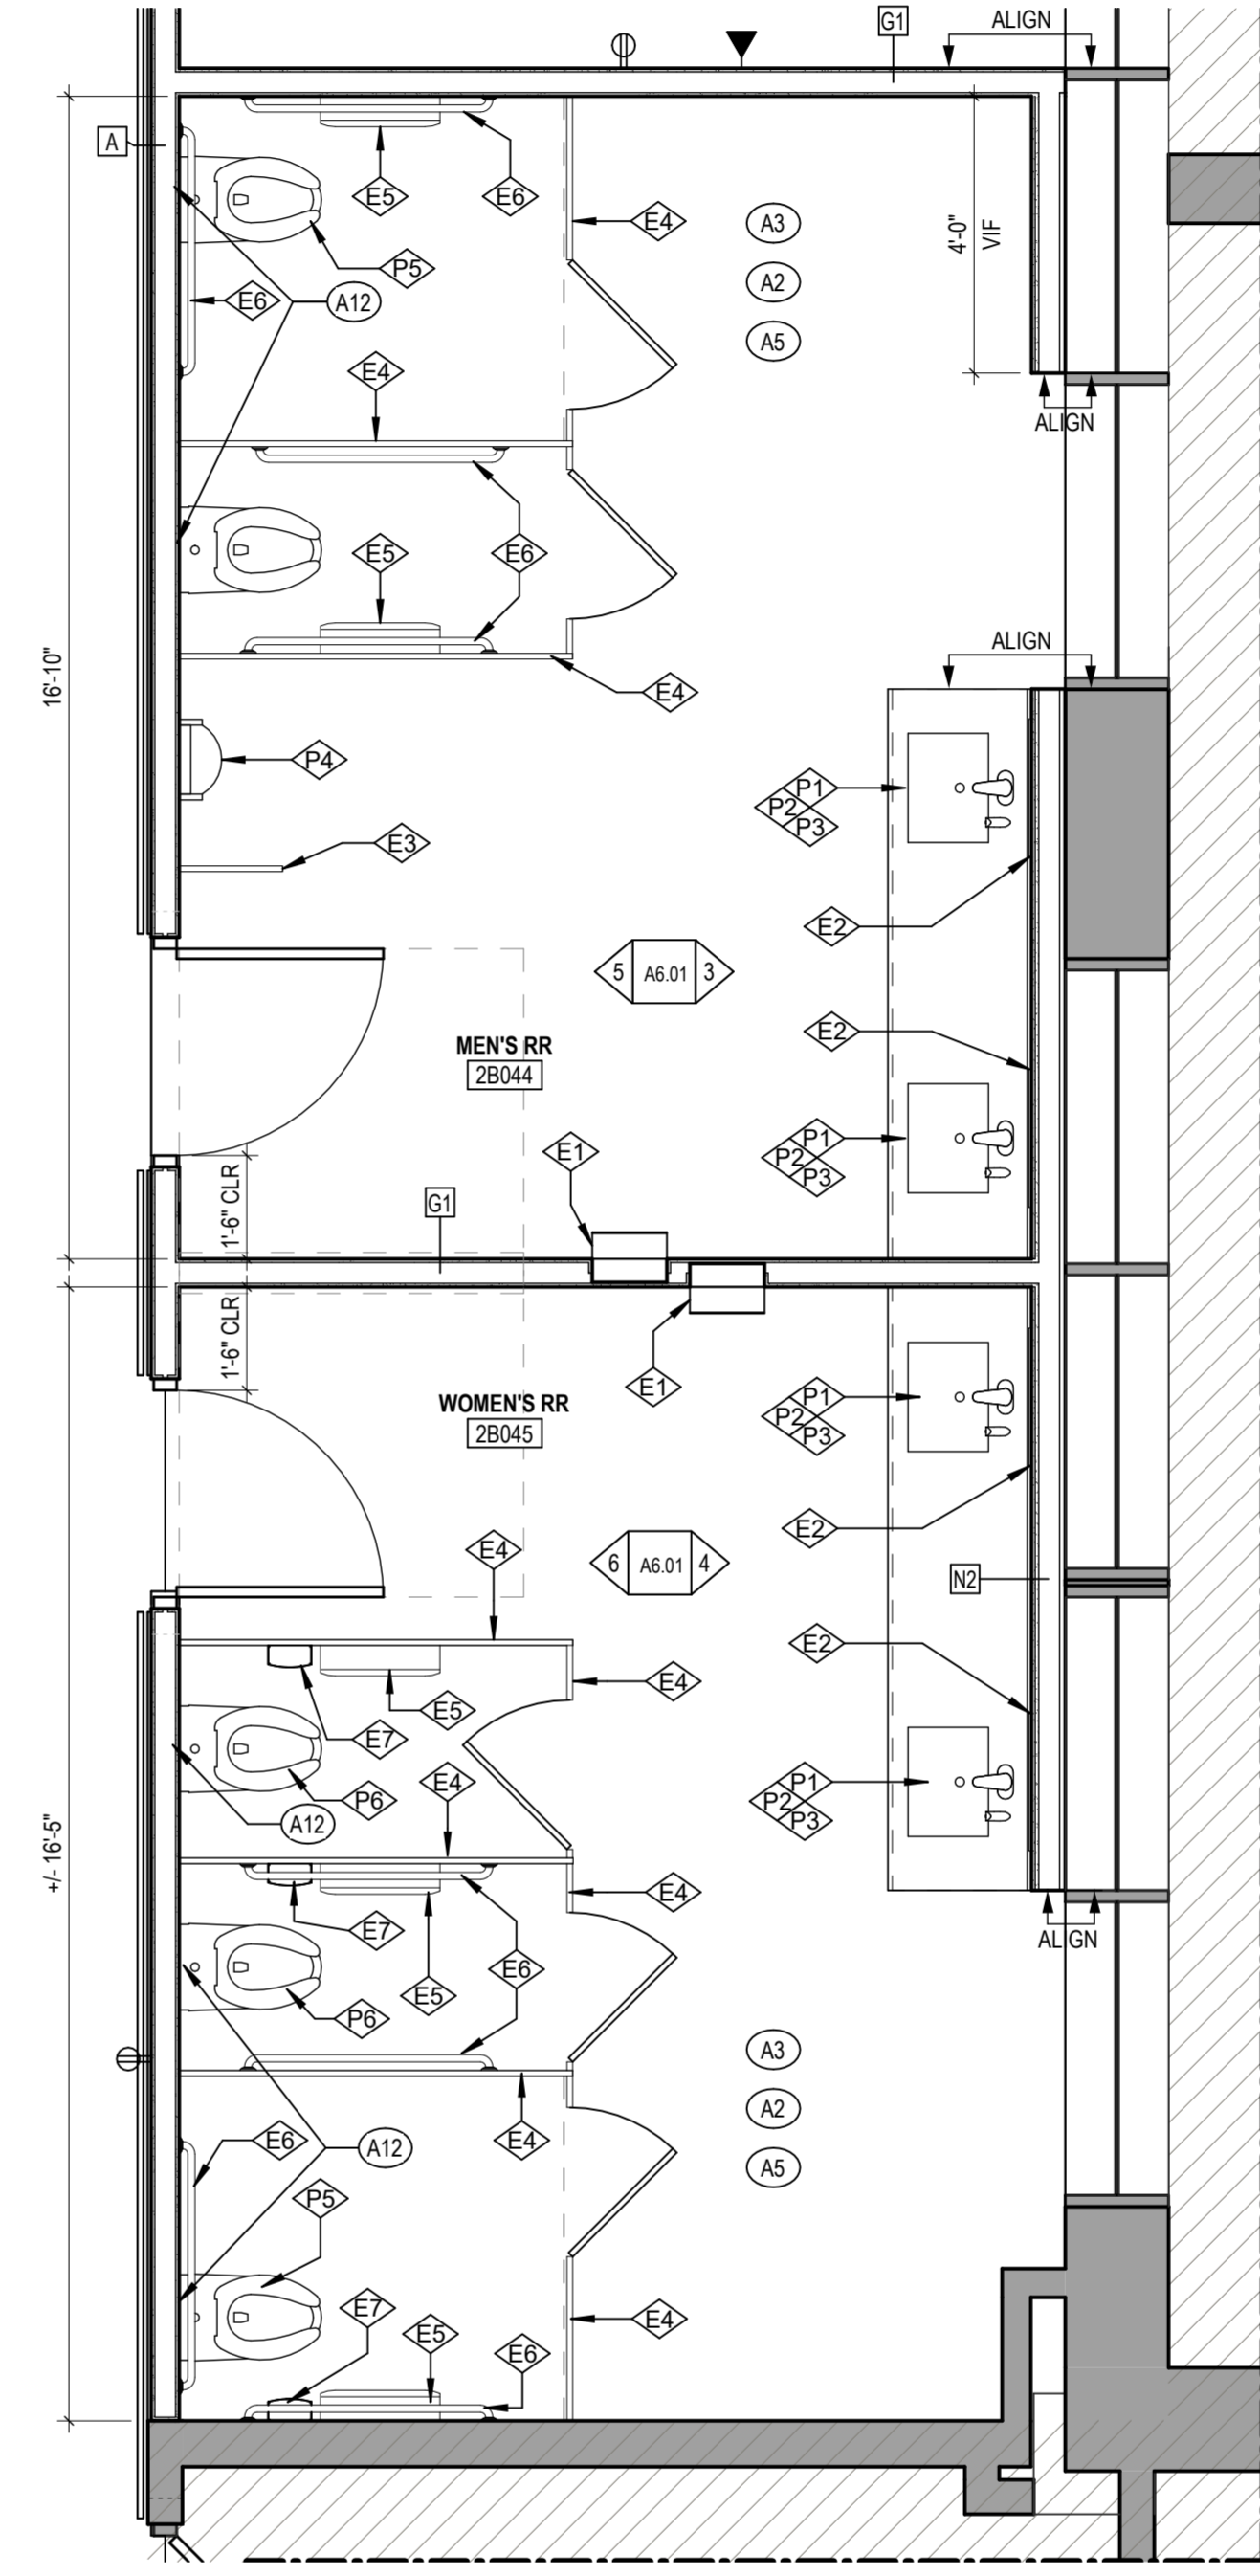 G1
ALIGN
A
E5
E6
E4
A3
4'-0"
VIF
P5
A2
E6
A12
A5
E4
ALIGN
E5
E6
16'-10"
ALIGN
E4
P4
P1
P2
P3
E3
E2
5
A6.01
3
E2
MEN'S RR
2B044
P1
P2
P3
E1
1'-6" CLR
G1
1'-6" CLR
E1
P1
P2
P3
WOMEN'S RR
2B045
E2
E4
6
A6.01
4
N2
E2
E4
E5
E7
E4
P6
P1
P2
P3
A12
+/- 16'-5"
E4
E7
ALIGN
E6
E5
P6
A3
A2
E6
E4
A12
A5
P5
E7
E4
E5
E6